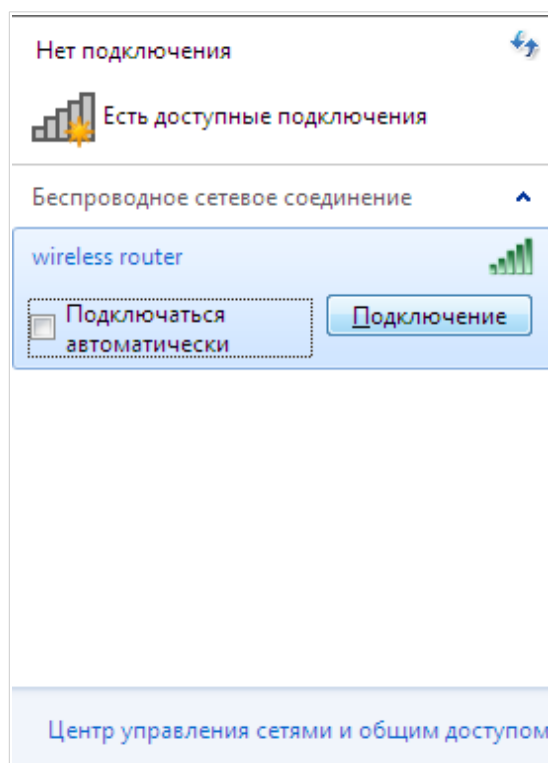 Нет подключения
Есть доступные подключения
Беспроводное сетевое соединение
wireless router
Подключаться
автоматически
Подключение
Центр управления сетями и общим доступом